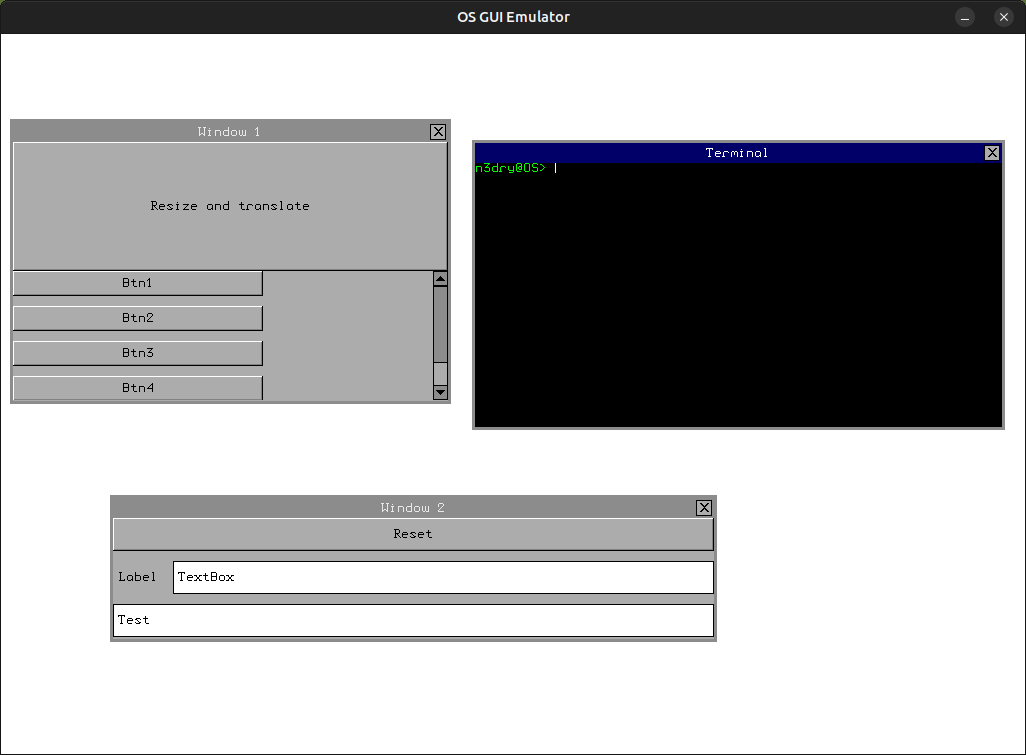 OS GUI Emulator
Window 1
Resize and translate
Btn1
Btn2
Btn3
Btn4
Terminal
n3dry@OS>
Window 2
Reset
Label
TextBox
Test